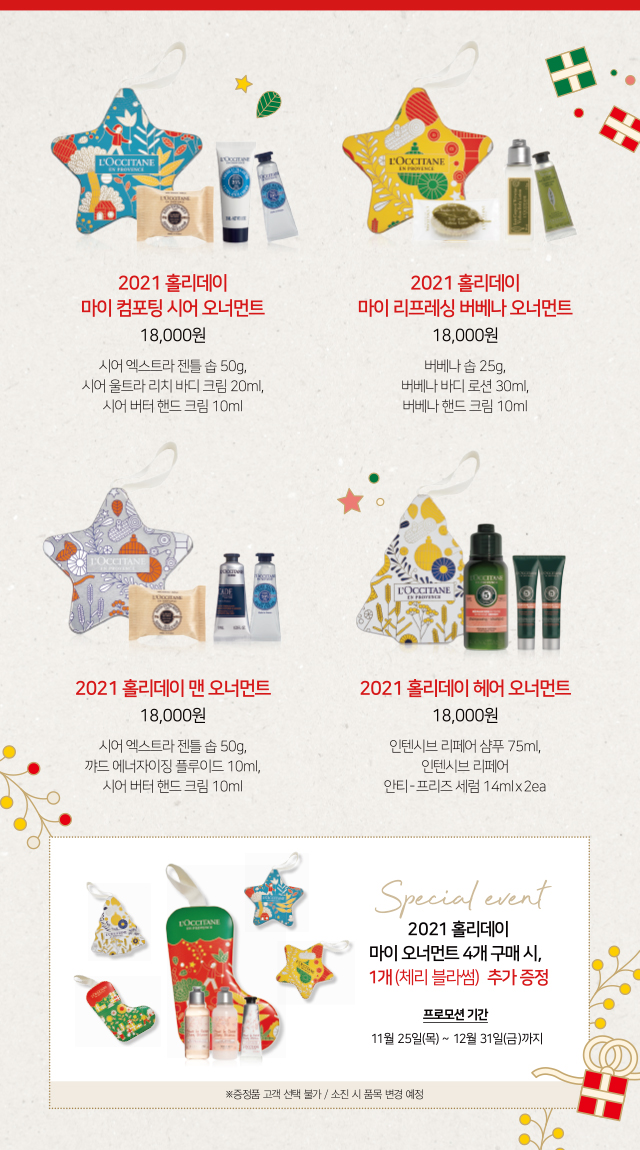 L'OCCITANE
EN PROVENCE
L'OCCITANE
EN PROVENCE
2021 홀리데이
마이 컴포팅 시어 오너먼트
18,000원
시어 엑스트라 젠틀 솝 50g,
시어 울트라 리치 바디 크림 20ml,
시어 버터 핸드 크림 10ml
2021 홀리데이
마이 리프레싱 버베나 오너먼트
18,000원
버베나 솝 25g,
버베나 바디 로션 30ml,
버베나 핸드 크림 10ml
L'OCCITANE
L'OCCITANE
EN PROVENCE
2021 홀리데이 맨 오너먼트
18,000원
시어 엑스트라 젠틀 솝 50g,
꺄드 에너자이징 플루이드 10ml,
시어 버터 핸드 크림 10ml
2021 홀리데이 헤어 오너먼트
18,000원
인텐시브 리페어 샴푸 75ml,
인텐시브 리페어
안티-프리즈 세럼 14ml x 2ea
L'OCCITANE
EN PROVENCE
Special event
2021 홀리데이
마이 오너먼트 4개 구매 시,
1개 (체리 블라썸) 추가 증정
프로모션 기간
11월 25일(목) ~ 12월 31일(금)까지
※증정품 고객 선택 불가 / 소진 시 품목 변경 예정